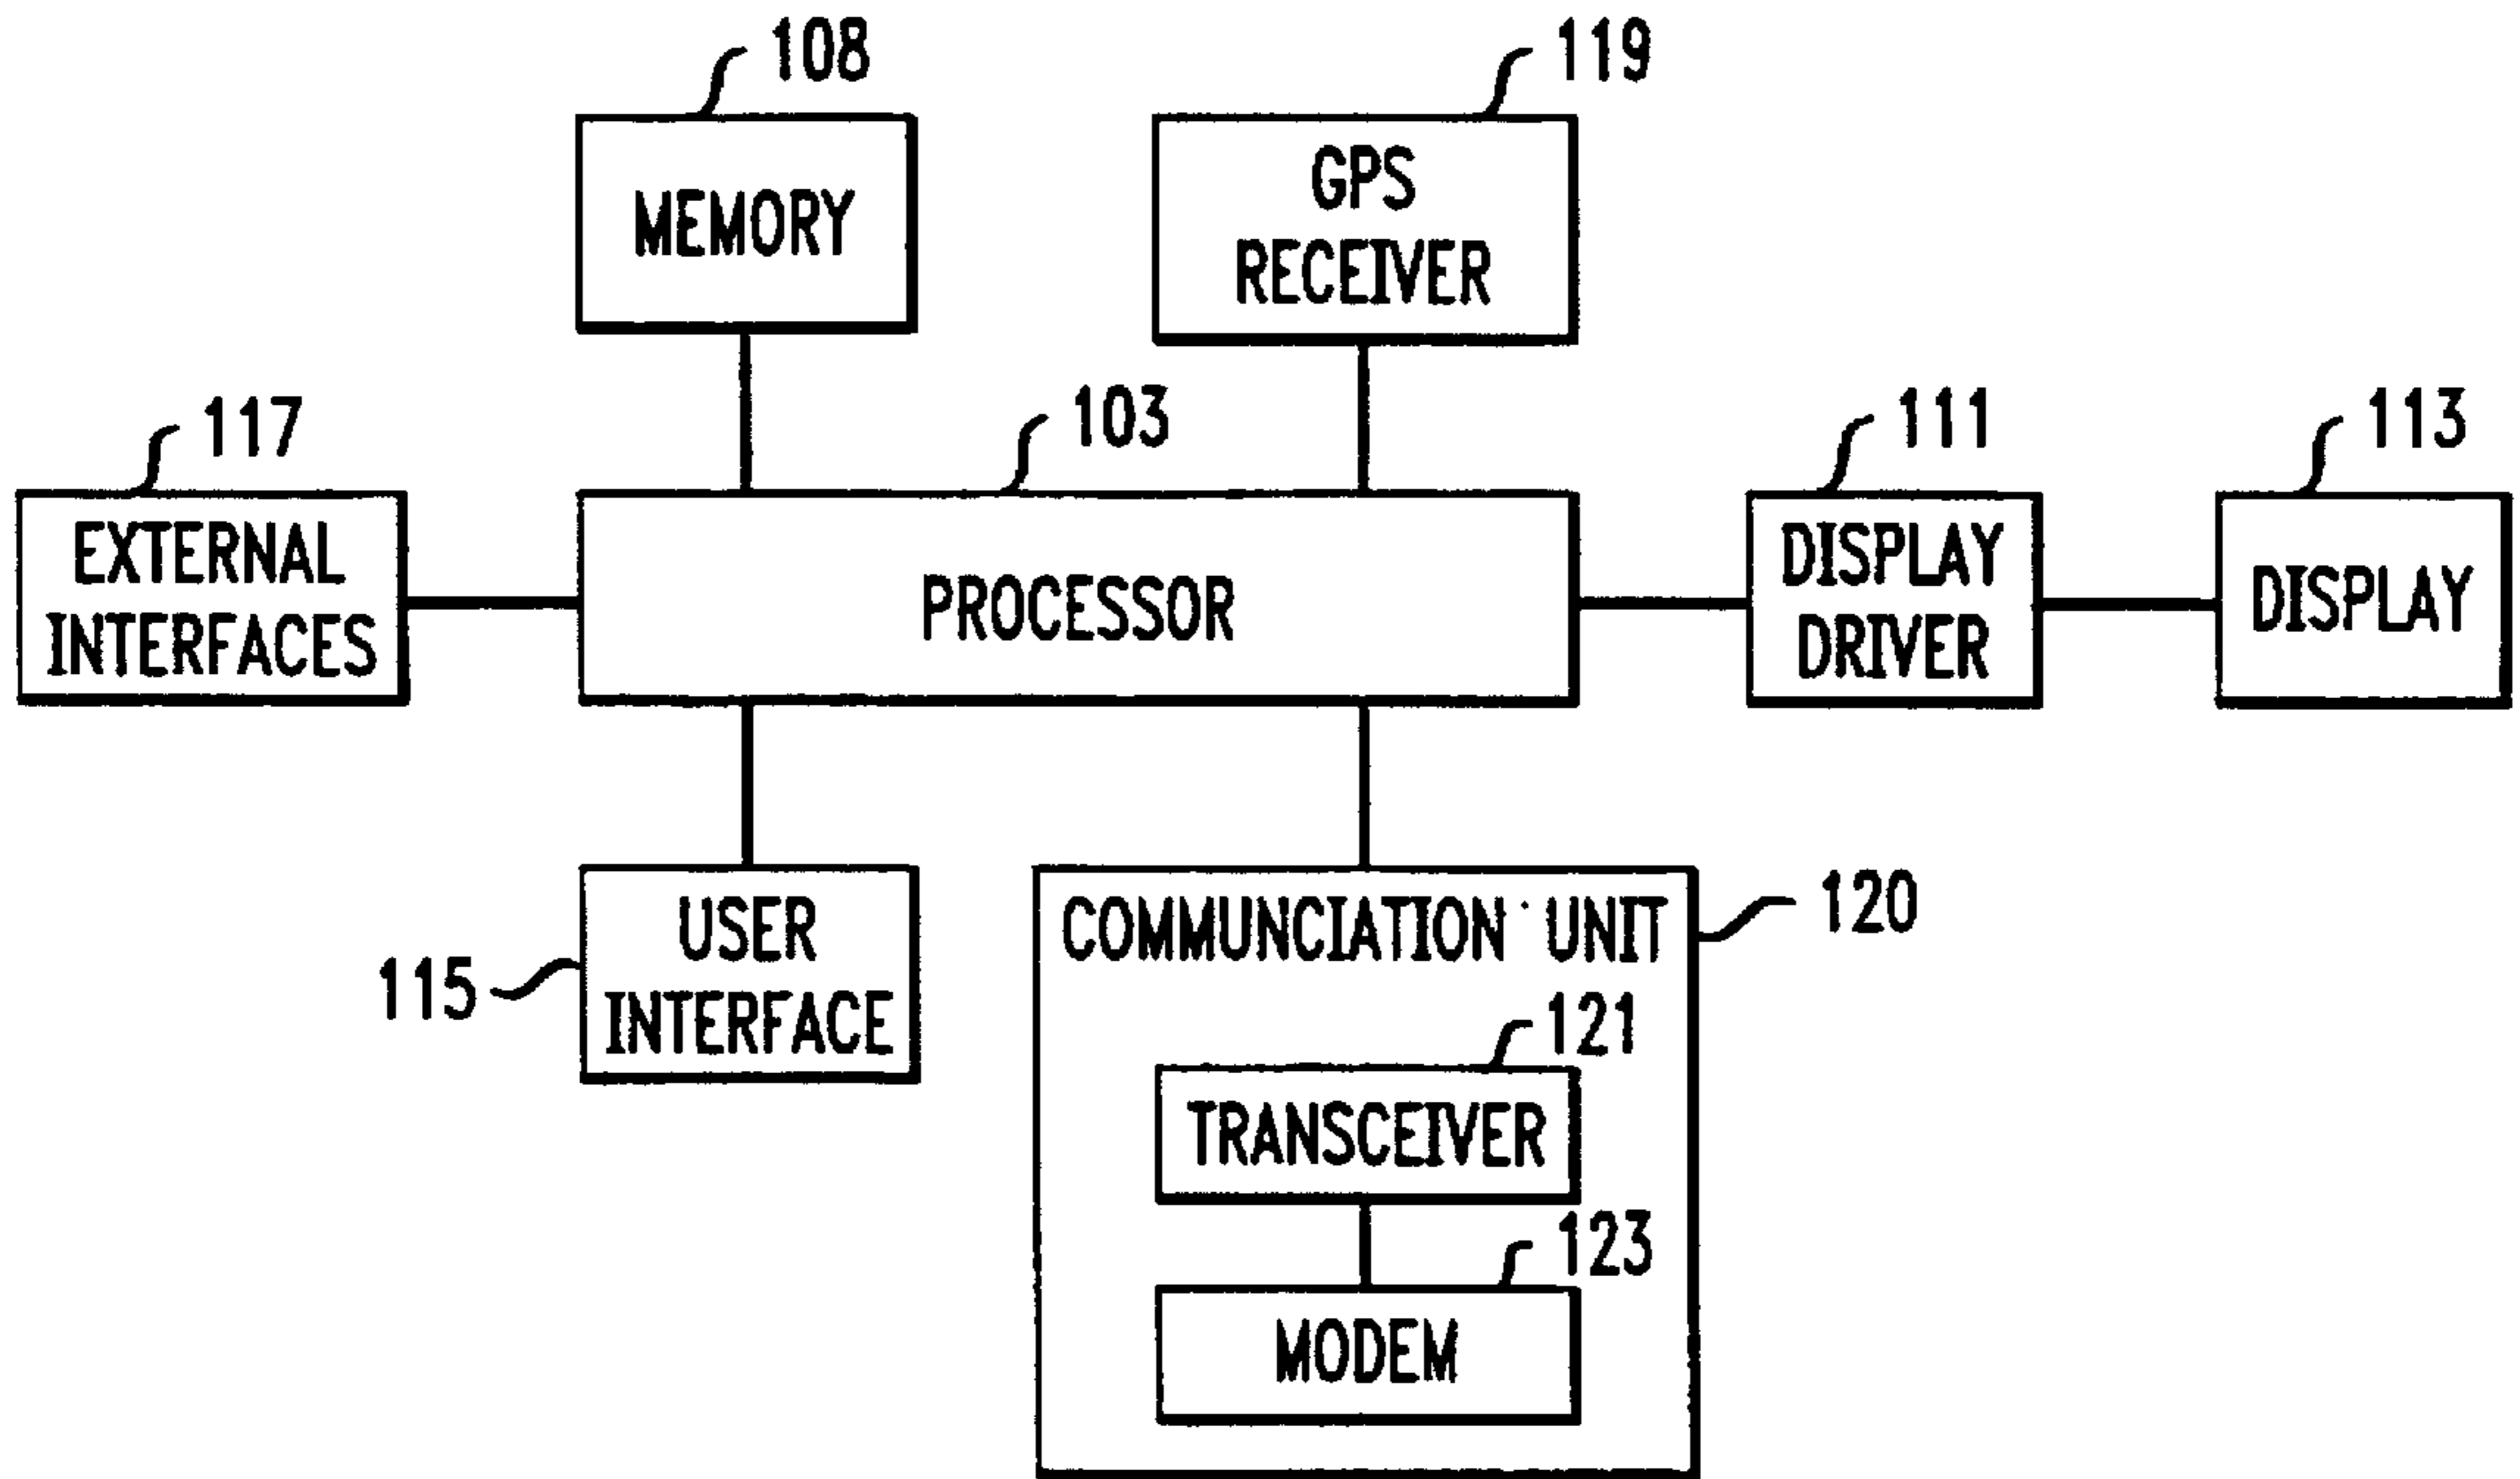 108
119
MEMORY
GPS
RECEIVER
117
103
111
113
EXTERNAL
INTERFACES
PROCESSOR
DISPLAY
DRIVER
DISPLAY
USER
INTERFACE
115
COMMUNCIATION UNIT
120
121
TRANSCEIVER
123
MODEM